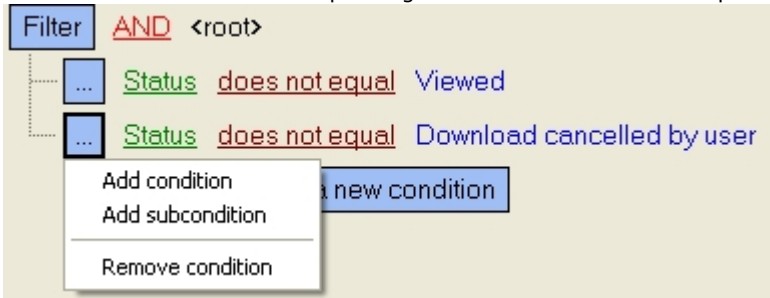 Filter AND <root>
... Status does not equal Viewed
... Status does not equal Download cancelled by user
Add condition
a new condition
Add subcondition
Remove condition